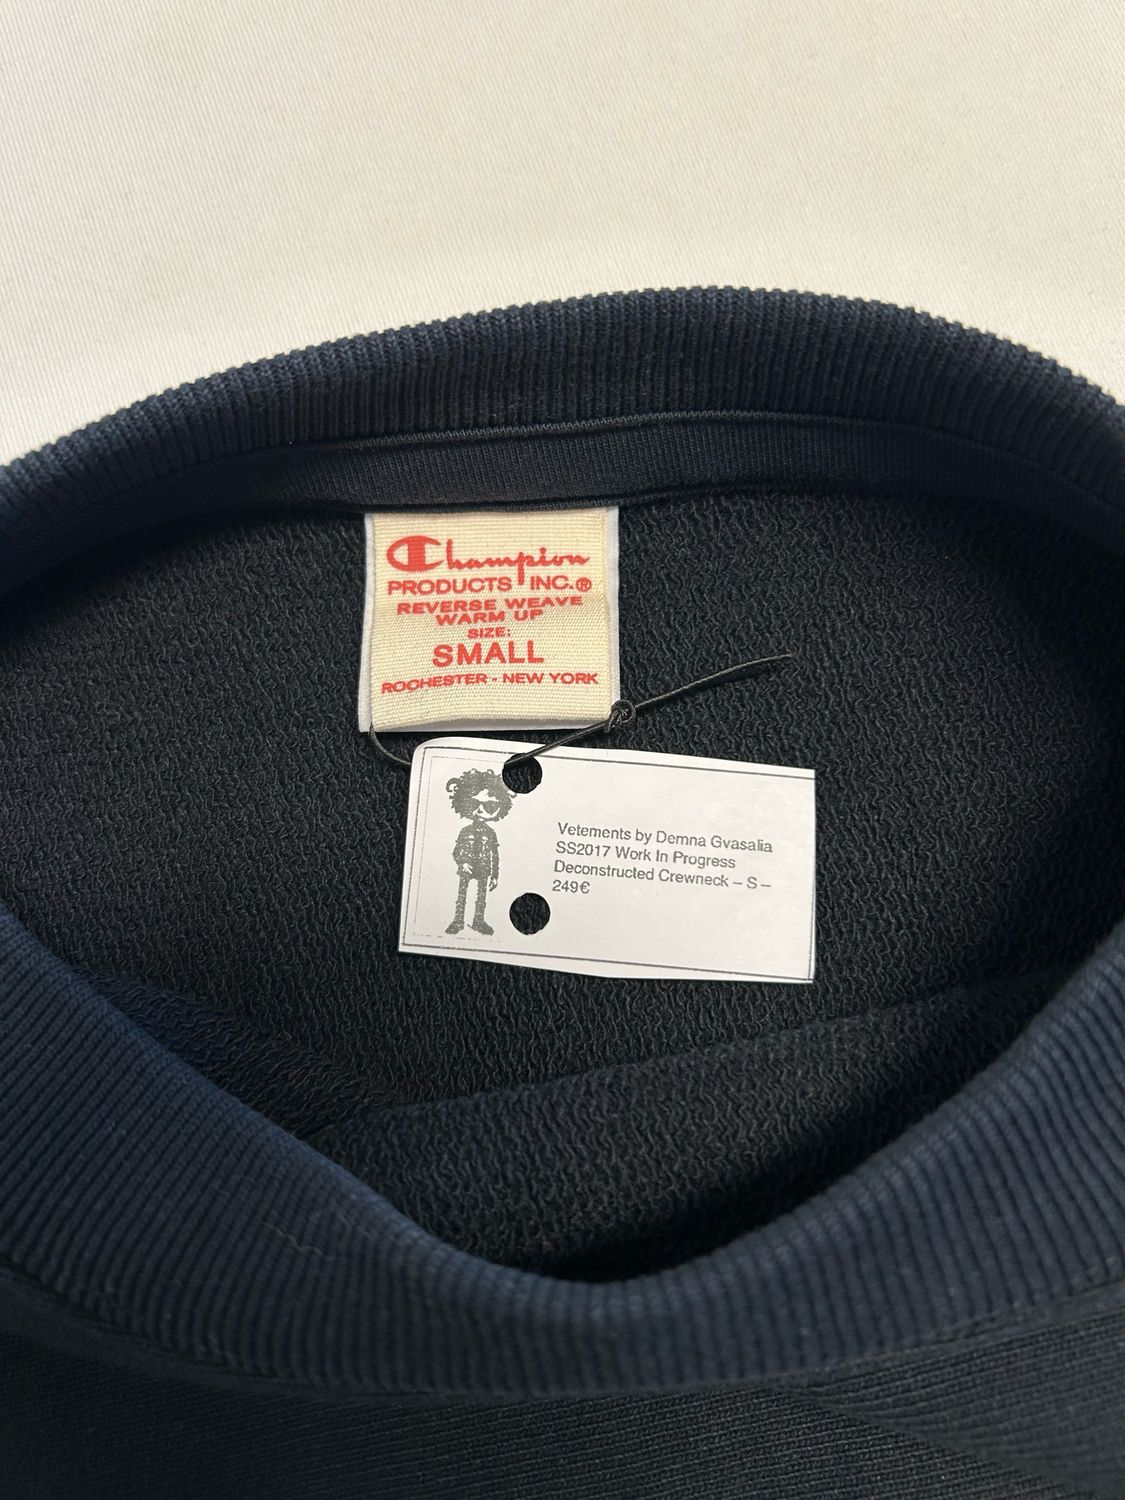 Champion
PRODUCTS INC.®
REVERSE WEAVE
WARM UP
SIZE:
SMALL
ROCHESTER - NEW YORK
Vetements by Demna Gvasalia
SS2017 Work In Progress
Deconstructed Crewneck – S –
249€